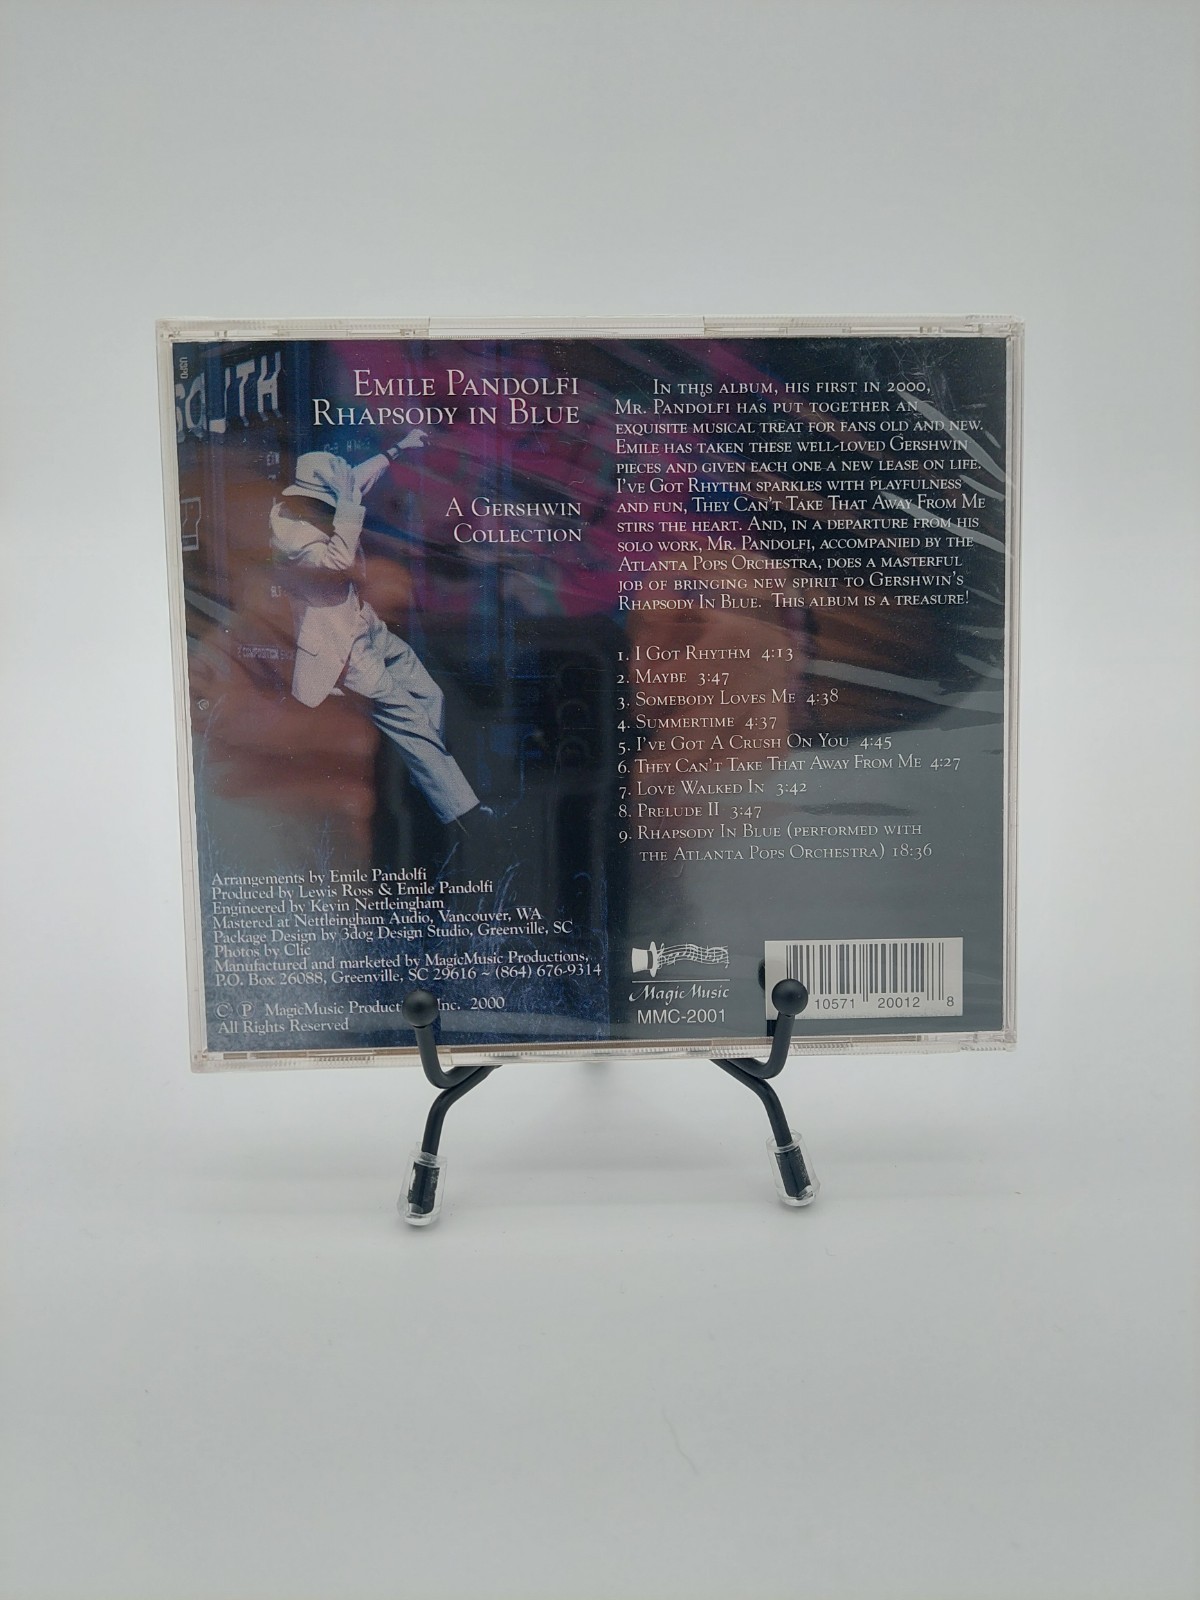 SOUTH
Emile Pandolfi
Rhapsody in Blue
A Gershwin
Collection
In this album, his first in 2000,
Mr. Pandolfi has put together an
exquisite musical treat for fans old and new.
Emile has taken these well-loved Gershwin
pieces and given each one a new lease on life.
I've Got Rhythm sparkles with playfulness
and fun, They Can't Take That Away From Me
stirs the heart. And, in a departure from his
solo work, Mr. Pandolfi, accompanied by the
Atlanta Pops Orchestra, does a masterful
job of bringing new spirit to Gershwin's
Rhapsody In Blue. This album is a treasure!
1. I Got Rhythm 4:13
2. Maybe 3:47
3. Somebody Loves Me 4:38
4. Summertime 4:37
5. I've Got A Crush On You 4:45
6. They Can't Take That Away From Me 4:27
7. Love Walked In 3:42
8. Prelude II 3:47
9. Rhapsody In Blue (performed with
the Atlanta Pops Orchestra) 18:36
Arrangements by Emile Pandolfi
Produced by Lewis Ross & Emile Pandolfi
Engineered by Kevin Nettleingham
Mastered at Nettleingham Audio, Vancouver, WA
Package Design by 3dog Design Studio, Greenville, SC
Photos by Clic
Manufactured and marketed by MagicMusic Productions,
P.O. Box 26088, Greenville, SC 29616 ~ (864) 676-9314
© ℗ MagicMusic Producti Inc. 2000
All Rights Reserved
MagicMusic
MMC-2001
10571 20012 8